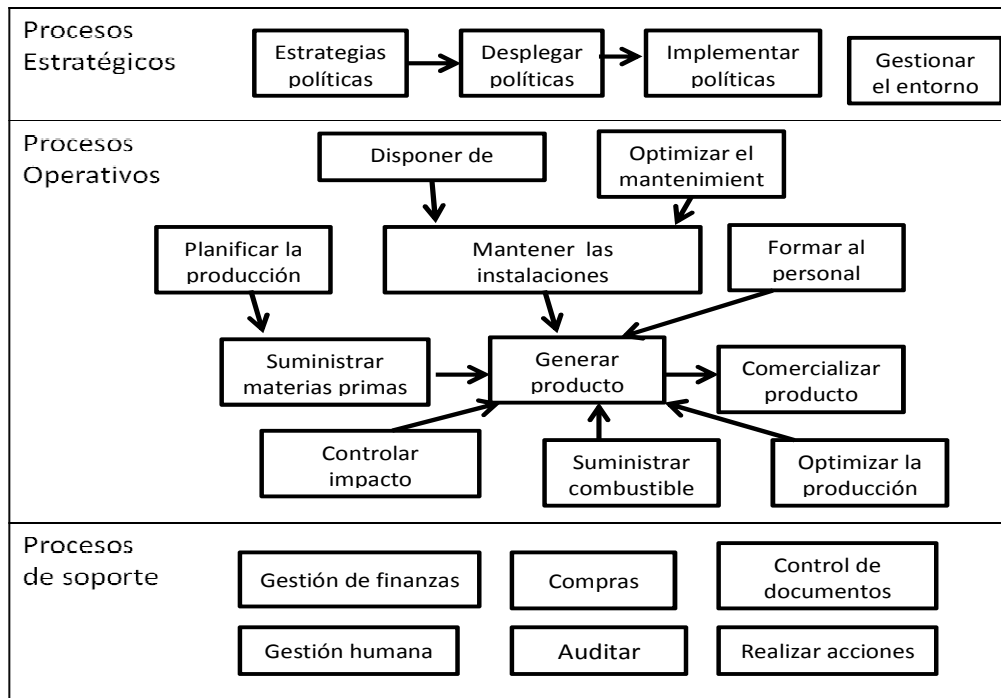 Procesos
Estratégicos
Estrategias
políticas
Desplegar
políticas
Implementar
políticas
Gestionar
el entorno
Procesos
Operativos
Disponer de
Optimizar el
mantenimient
Planificar la
producción
Mantener las
instalaciones
Formar al
personal
Suministrar
materias primas
Generar
producto
Comercializar
producto
Controlar
impacto
Suministrar
combustible
Optimizar la
producción
Procesos
de soporte
Gestión de finanzas
Compras
Control de
documentos
Gestión humana
Auditar
Realizar acciones